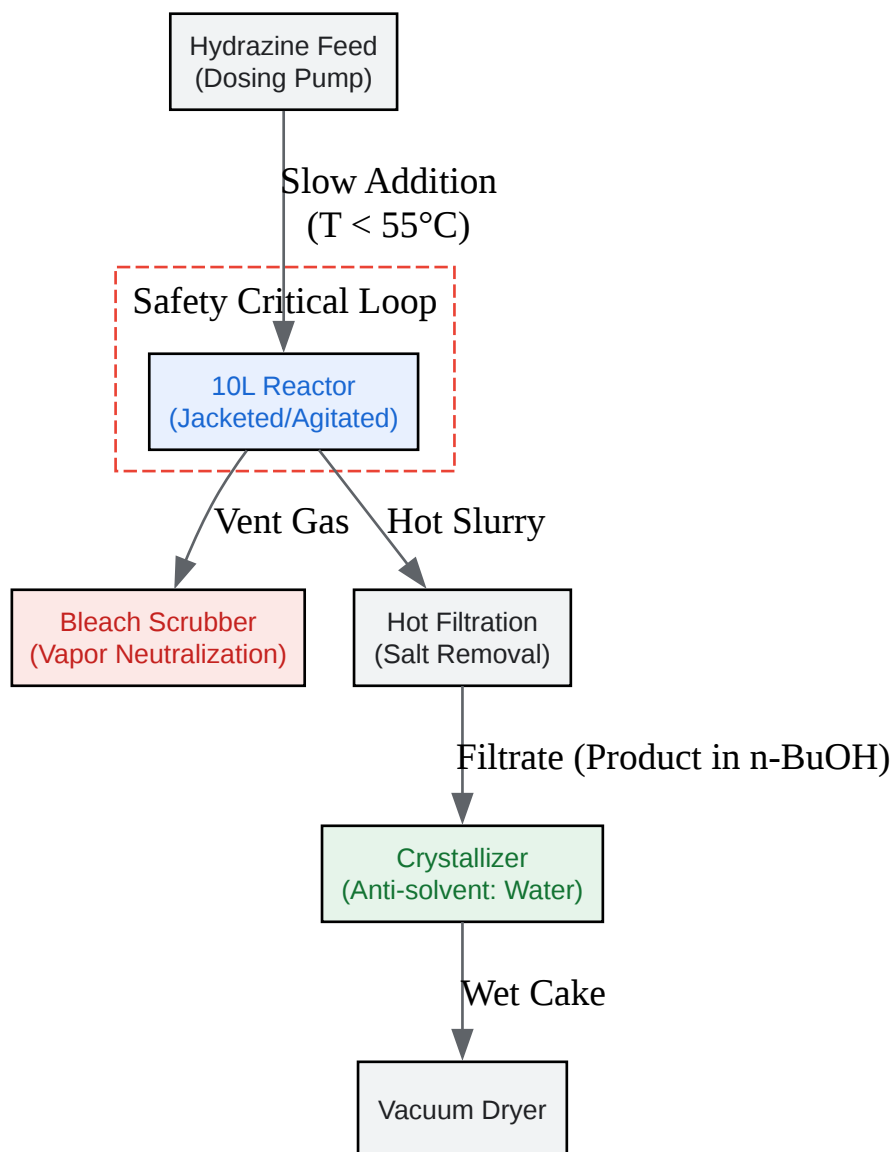 Hydrazine Feed
(Dosing Pump)
Slow Addition
(T < 55°C)
Safety Critical Loop
10L Reactor
(Jacketed/Agitated)
Vent Gas
Hot Slurry
Bleach Scrubber
(Vapor Neutralization)
Hot Filtration
(Salt Removal)
Filtrate (Product in n-BuOH)
Crystallizer
(Anti-solvent: Water)
Wet Cake
Vacuum Dryer